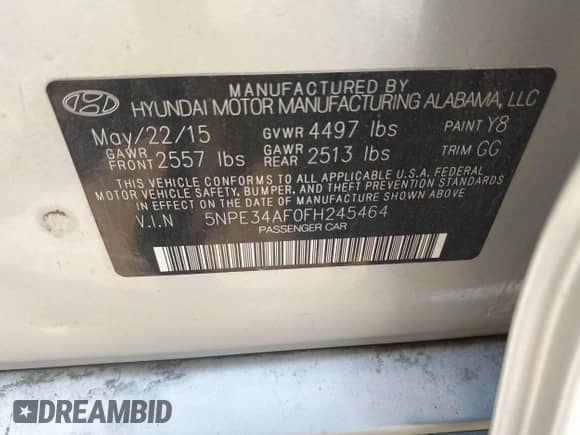 MANUFACTURED BY
HYUNDAI MOTOR MANUFACTURING ALABAMA, LLC
May/22/15 GVWR 4497 lbs PAINT Y8
GAWR FRONT 2557 lbs GAWR REAR 2513 lbs TRIM GG
THIS VEHICLE CONFORMS TO ALL APPLICABLE U.S.A. FEDERAL
MOTOR VEHICLE SAFETY, BUMPER, AND THEFT PREVENTION STANDARDS
IN EFFECT ON THE DATE OF MANUFACTURE SHOWN ABOVE.
V.I.N 5NPE34AF0FH245464
PASSENGER CAR
DREAMBID